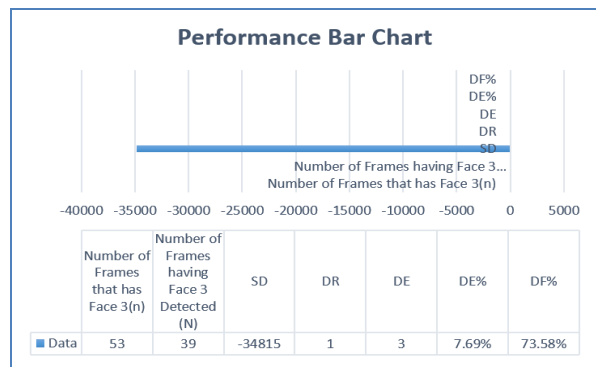 Performance Bar Chart
DF%
DE%
DE
DR
SD
Number of Frames having Face 3...
Number of Frames that has Face 3(n)
-40000 -35000 -30000 -25000 -20000 -15000 -10000 -5000 0 5000
Number of Frames that has Face 3(n)
Number of Frames having Face 3 Detected (N)
SD
DR
DE
DE%
DF%
Data 53 39 -34815 1 3 7.69% 73.58%